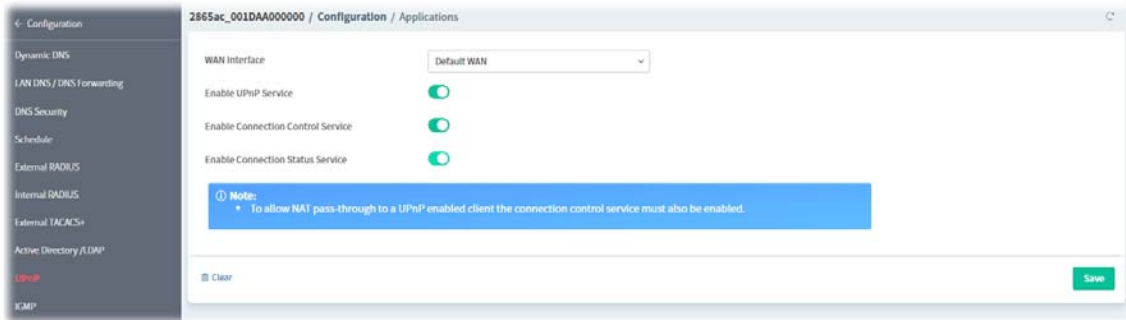 ← Configuration
2865ac_001DAA000000 / Configuration / Applications
Dynamic DNS
LAN DNS / DNS Forwarding
DNS Security
Schedule
External RADIUS
Internal RADIUS
External TACACS+
Active Directory /LDAP
UPnP
IGMP
WAN Interface
Default WAN
Enable UPnP Service
Enable Connection Control Service
Enable Connection Status Service
Note:
• To allow NAT pass-through to a UPnP enabled client the connection control service must also be enabled.
Clear
Save